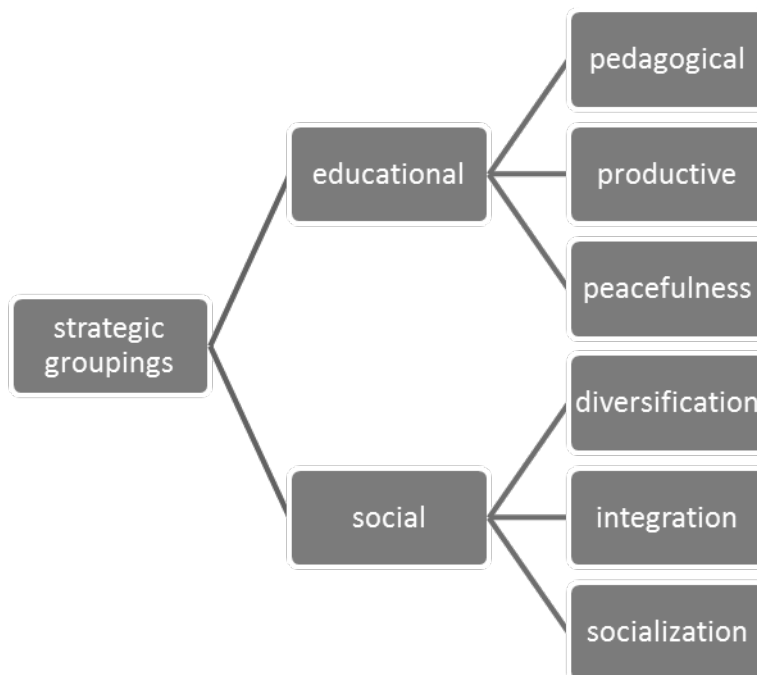 pedagogical
educational
productive
peacefulness
strategic
groupings
diversification
social
integration
socialization